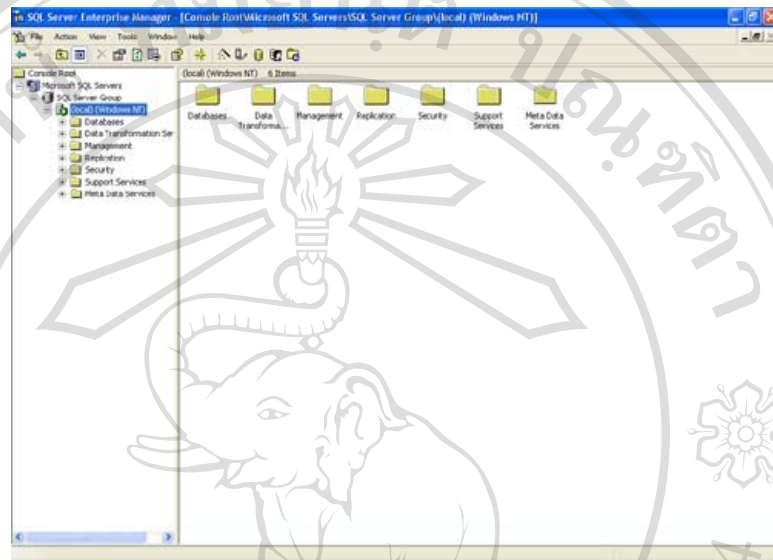 SQL Server Enterprise Manager - [Console Root\Microsoft SQL Servers\SQL Server Group\(local) (Windows NT)]
File Action View Tools Window Help
Console Root
Microsoft SQL Servers
SQL Server Group
(local) (Windows NT)
Databases
Data Transformation Ser
Management
Replication
Security
Support Services
Meta Data Services
(local) (Windows NT) 6 Items
Databases
Data Transforma...
Management
Replication
Security
Support Services
Meta Data Services